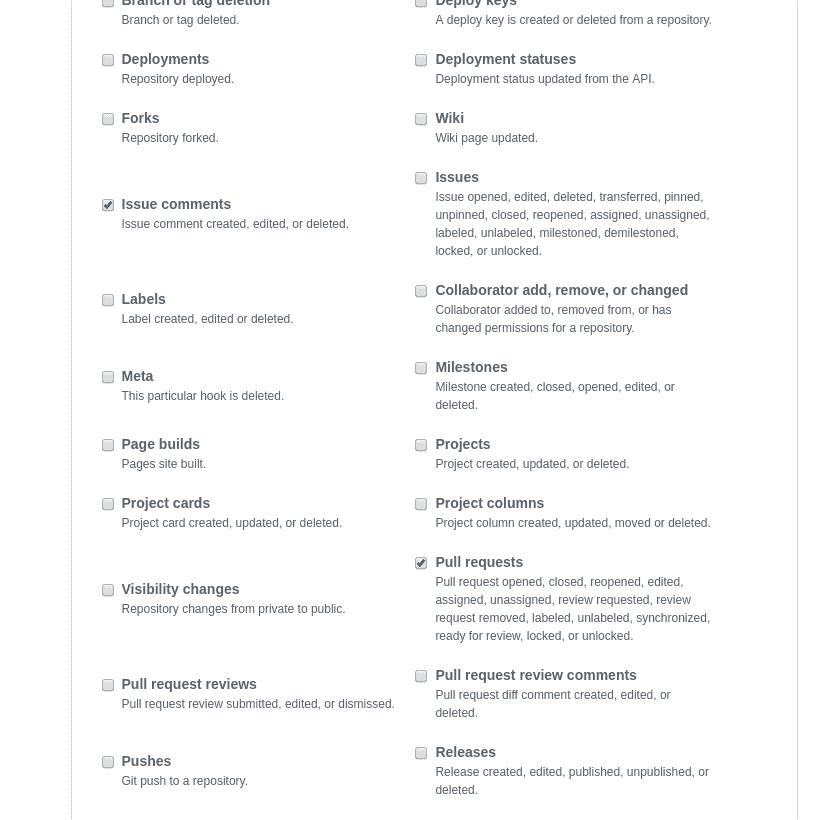 Branch or tag deletion
Branch or tag deleted.
Deploy keys
A deploy key is created or deleted from a repository.
Deployments
Repository deployed.
Deployment statuses
Deployment status updated from the API.
Forks
Repository forked.
Wiki
Wiki page updated.
Issue comments
Issue comment created, edited, or deleted.
Issues
Issue opened, edited, deleted, transferred, pinned,
unpinned, closed, reopened, assigned, unassigned,
labeled, unlabeled, milestoned, demilestoned,
locked, or unlocked.
Labels
Label created, edited or deleted.
Collaborator add, remove, or changed
Collaborator added to, removed from, or has
changed permissions for a repository.
Meta
This particular hook is deleted.
Milestones
Milestone created, closed, opened, edited, or
deleted.
Page builds
Pages site built.
Projects
Project created, updated, or deleted.
Project cards
Project card created, updated, or deleted.
Project columns
Project column created, updated, moved or deleted.
Visibility changes
Repository changes from private to public.
Pull requests
Pull request opened, closed, reopened, edited,
assigned, unassigned, review requested, review
request removed, labeled, unlabeled, synchronized,
ready for review, locked, or unlocked.
Pull request reviews
Pull request review submitted, edited, or dismissed.
Pull request review comments
Pull request diff comment created, edited, or
deleted.
Pushes
Git push to a repository.
Releases
Release created, edited, published, unpublished, or
deleted.